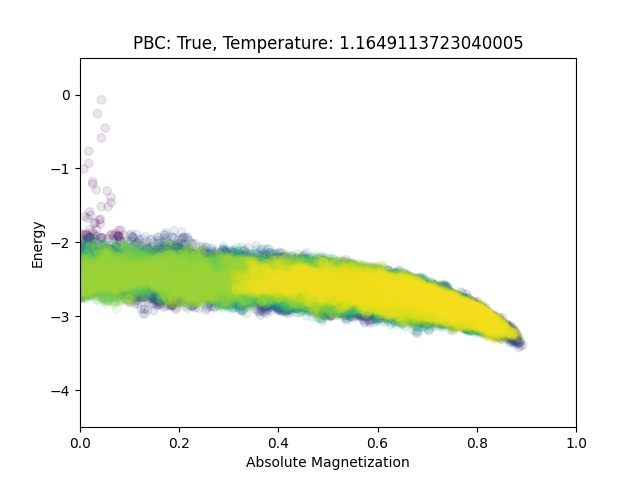 PBC: True, Temperature: 1.1649113723040005
0
−1
−2
−3
−4
Energy
0.0 0.2 0.4 0.6 0.8 1.0
Absolute Magnetization